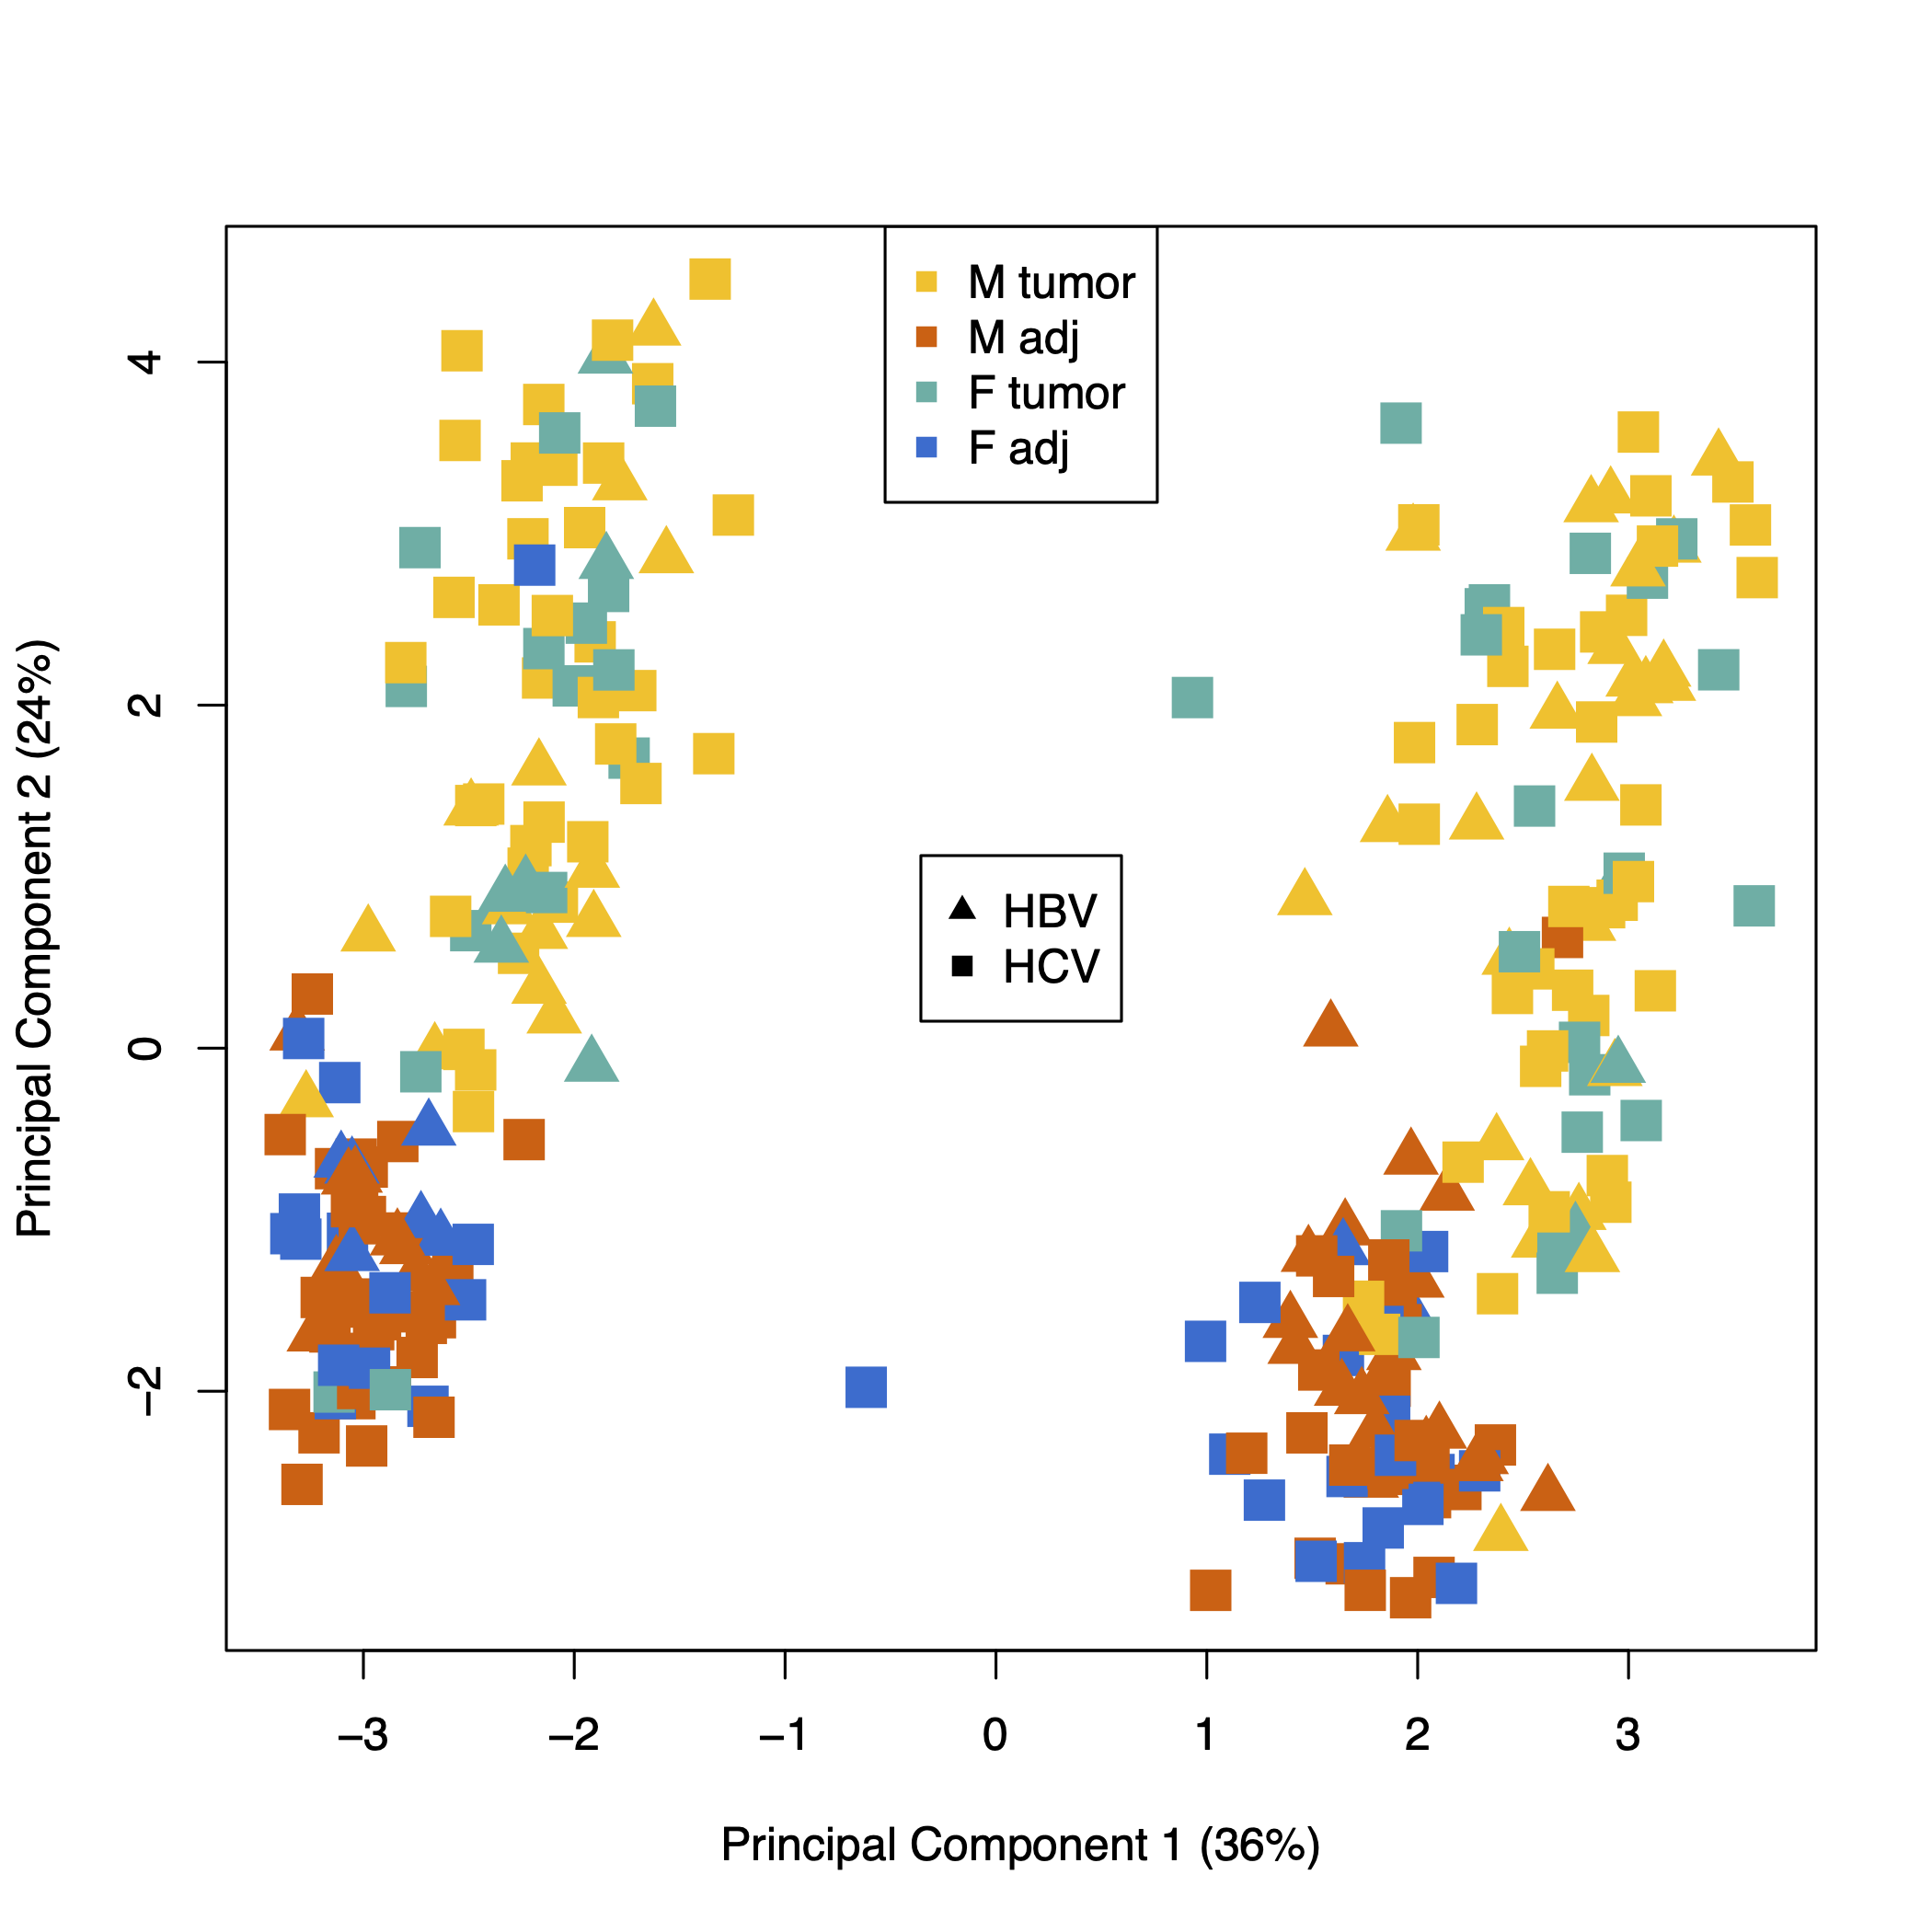 M tumor
M adj
F tumor
F adj
HBV
HCV
Principal Component 2 (24%)
4
2
0
−2
−3
−2
−1
0
1
2
3
Principal Component 1 (36%)